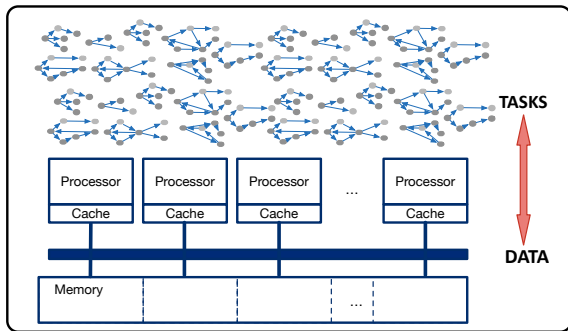 TASKS
Processor Processor Processor ... Processor
Cache Cache Cache Cache
DATA
Memory ...